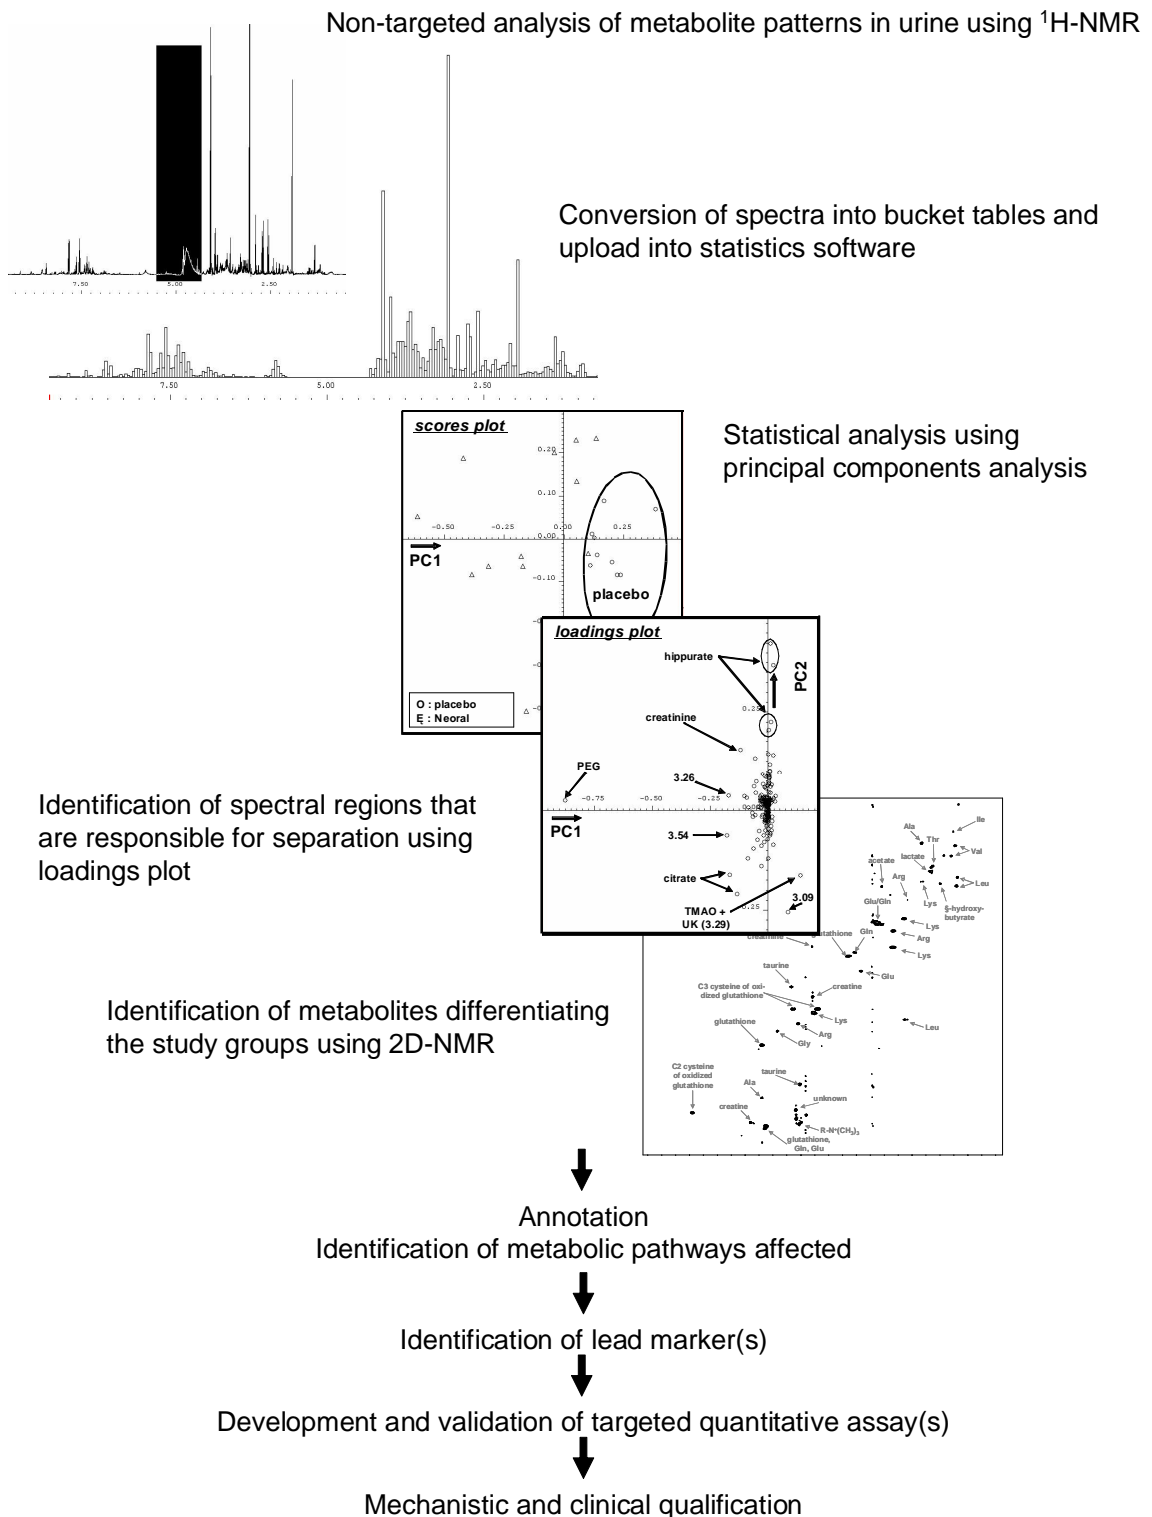 Non-targeted analysis of metabolite patterns in urine using ¹H-NMR
7.50 5.00 2.50
Conversion of spectra into bucket tables and
upload into statistics software
7.50 5.00 2.50
scores plot
0.20
0.10
-0.50 -0.25 0.00 0.25
0.00
PC1
-0.10
placebo
O : placebo
Ę : Neoral
Statistical analysis using
principal components analysis
loadings plot
hippurate
PC2
0.25
creatinine
PEG
3.26
-0.75 -0.50 -0.25
PC1
3.54
citrate
3.09
TMAO +
UK (3.29)
0.25
Identification of spectral regions that
are responsible for separation using
loadings plot
Ile
Ala
Thr
Val
lactate
acetate
Arg
Leu
Lys
§-hydroxy-
butyrate
Glu/Gln
Lys
Gln
Arg
Lys
Glu
taurine
C3 cysteine of oxi-
dized glutathione
creatine
Lys
glutathione
Arg
Leu
Gly
C2 cysteine
of oxidized
glutathione
taurine
Ala
unknown
creatine
R-N⁺(CH₃)₃
glutathione,
Gln, Glu
Identification of metabolites differentiating
the study groups using 2D-NMR
Annotation
Identification of metabolic pathways affected
Identification of lead marker(s)
Development and validation of targeted quantitative assay(s)
Mechanistic and clinical qualification